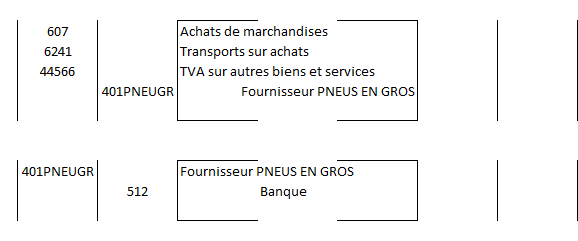 607 Achats de marchandises
6241 Transports sur achats
44566 TVA sur autres biens et services
401PNEUGR Fournisseur PNEUS EN GROS
401PNEUGR Fournisseur PNEUS EN GROS
512 Banque